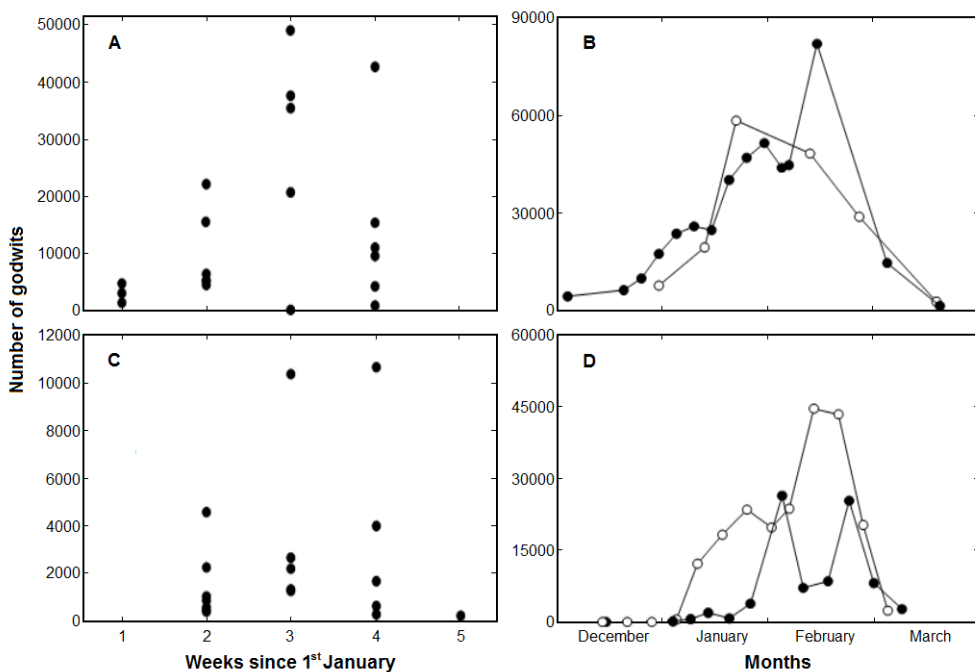 A
B
50000
40000
30000
20000
10000
0
90000
60000
30000
0
Number of godwits
C
D
12000
10000
8000
6000
4000
2000
0
60000
45000
30000
15000
0
1 2 3 4 5
December January February March
Weeks since 1st January
Months